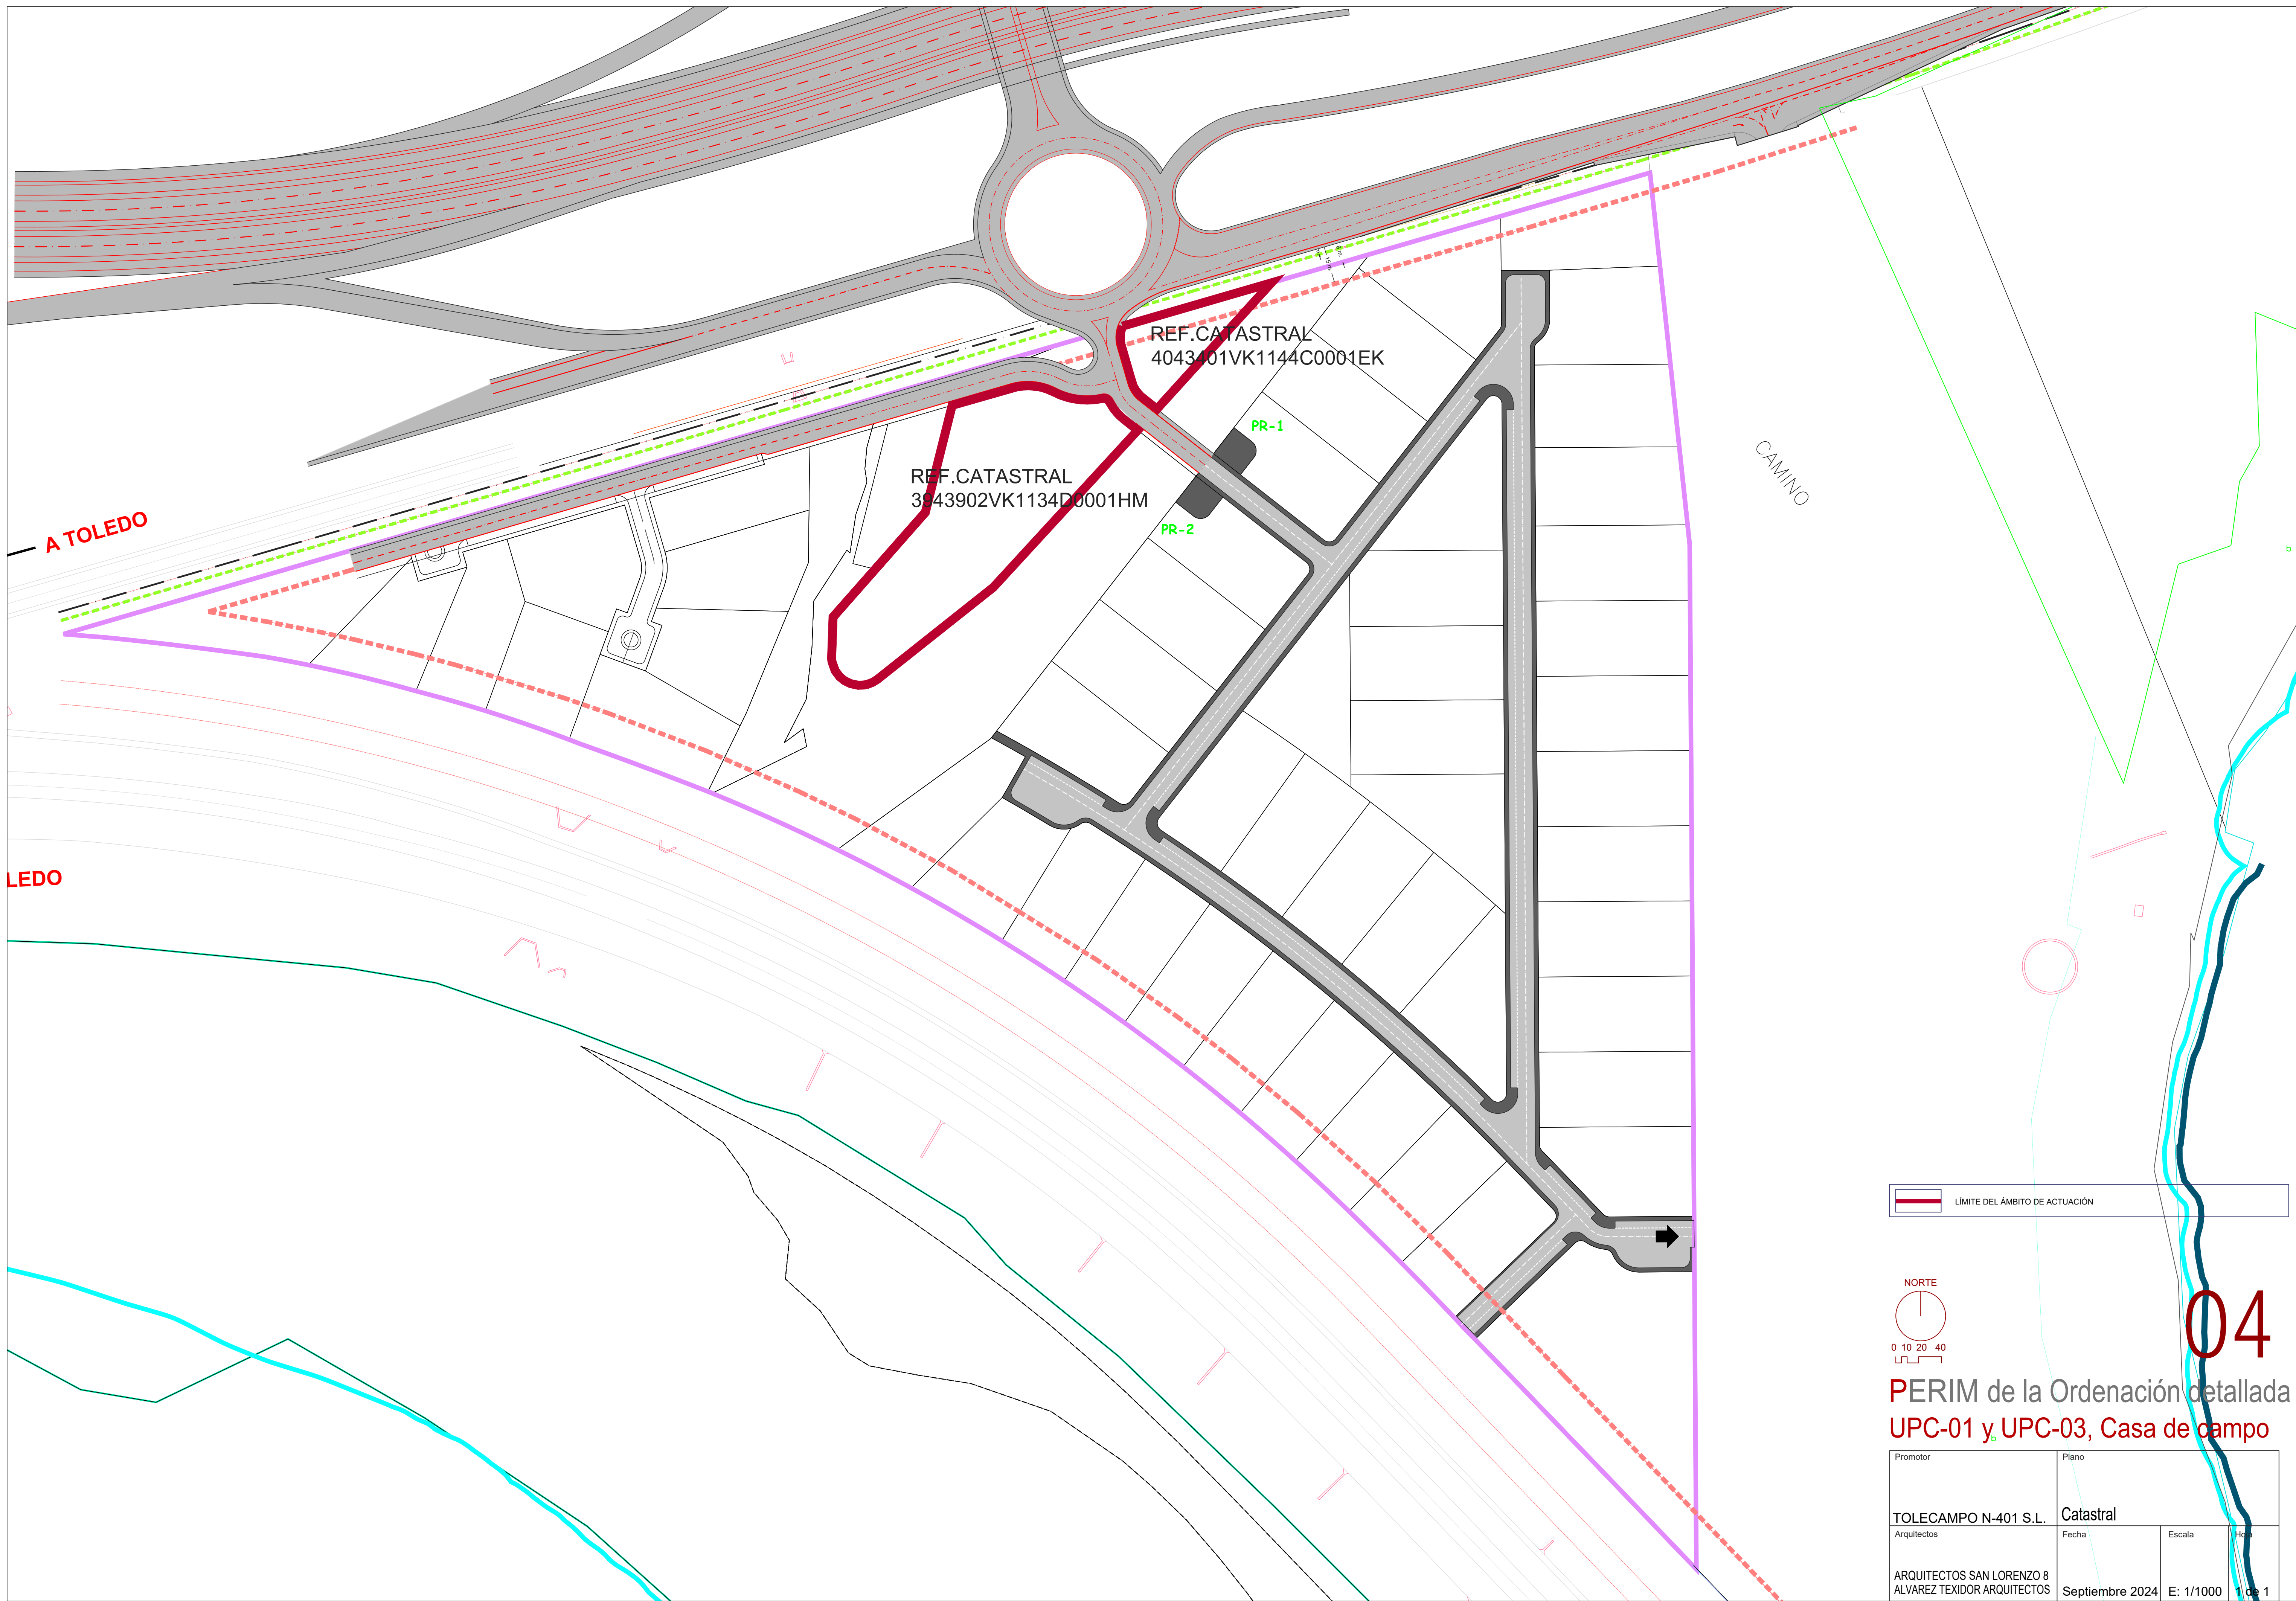 6 m.
15 m.
REF.CATASTRAL
4043401VK1144C0001EK
PR-1
CAMINO
REF.CATASTRAL
3943902VK1134D0001HM
PR-2
A TOLEDO
b
LEDO
LÍMITE DEL ÁMBITO DE ACTUACIÓN
NORTE
0 10 20 40
04
PERIM de la Ordenación detallada
UPC-01 y UPC-03, Casa de campo
b
Promotor
Plano
TOLECAMPO N-401 S.L.
Catastral
Arquitectos
Fecha
Escala
Hoja
ARQUITECTOS SAN LORENZO 8
ALVAREZ TEXIDOR ARQUITECTOS
Septiembre 2024
E: 1/1000
1 de 1